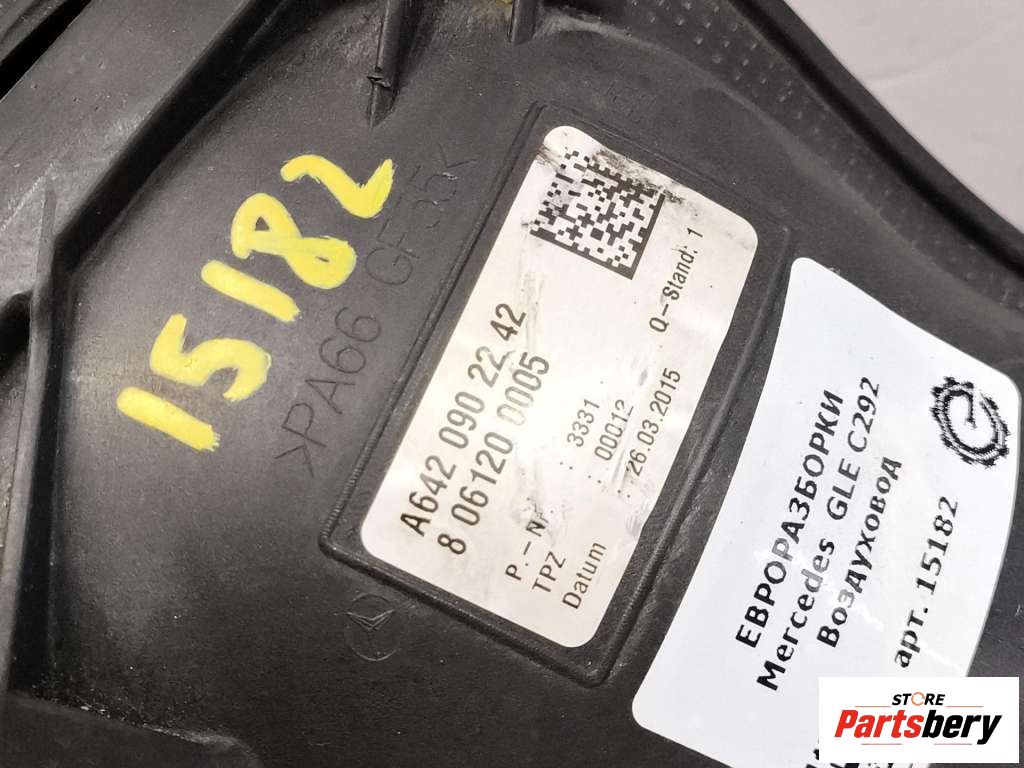 15182
>PA66 GF35<
A642 090 22 42
8 06120 0005
P.-N : 3331
TPZ : 00012
Datum : 26.03.2015 Q-Stand: 1
ЕВРОРАЗБОРКИ
Mercedes GLE C292
Воздуховод
арт. 15182
STORE
Partsbery